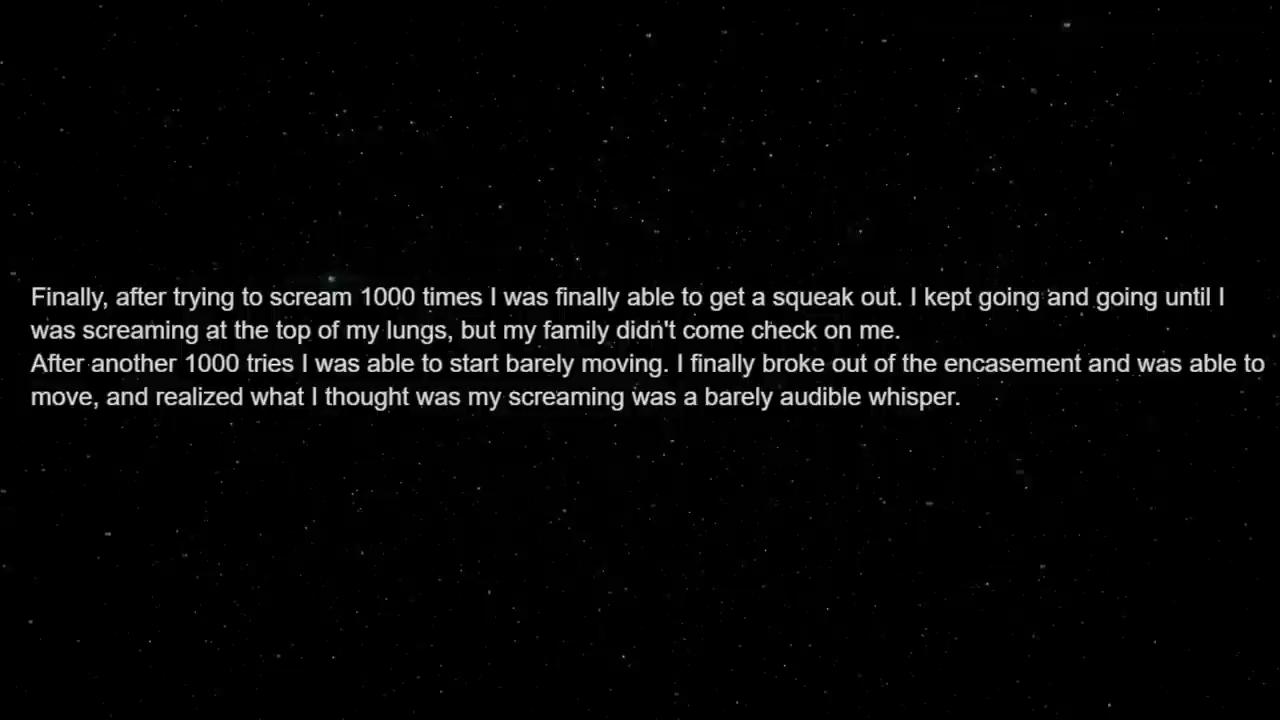 Finally, after trying to scream 1000 times I was finally able to get a squeak out. I kept going and going until I
was screaming at the top of my lungs, but my family didn't come check on me.
After another 1000 tries I was able to start barely moving. I finally broke out of the encasement and was able to
move, and realized what I thought was my screaming was a barely audible whisper.